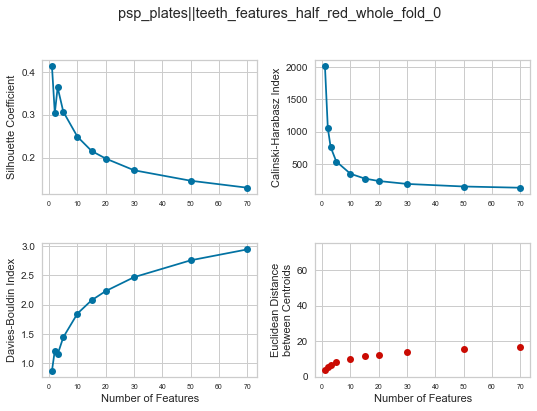 psp_plates||teeth_features_half_red_whole_fold_0
Silhouette Coefficient
0.4
0.3
0.2
0 10 20 30 40 50 60 70
Calinski-Harabasz Index
2000
1500
1000
500
0 10 20 30 40 50 60 70
Davies-Bouldin Index
3.0
2.5
2.0
1.5
1.0
0 10 20 30 40 50 60 70
Number of Features
Euclidean Distance
between Centroids
60
40
20
0
0 10 20 30 40 50 60 70
Number of Features